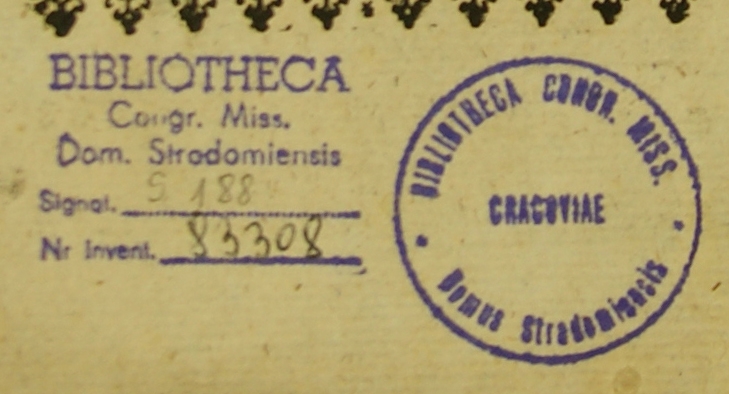 BIBLIOTHECA
Congr. Miss.
Dom. Stradomiensis
Signat. S 188
Nr Invent. 83308
BIBLIOTHECA CONGR. MISS.
CRACOVIAE
* Domus Stradomiensis *